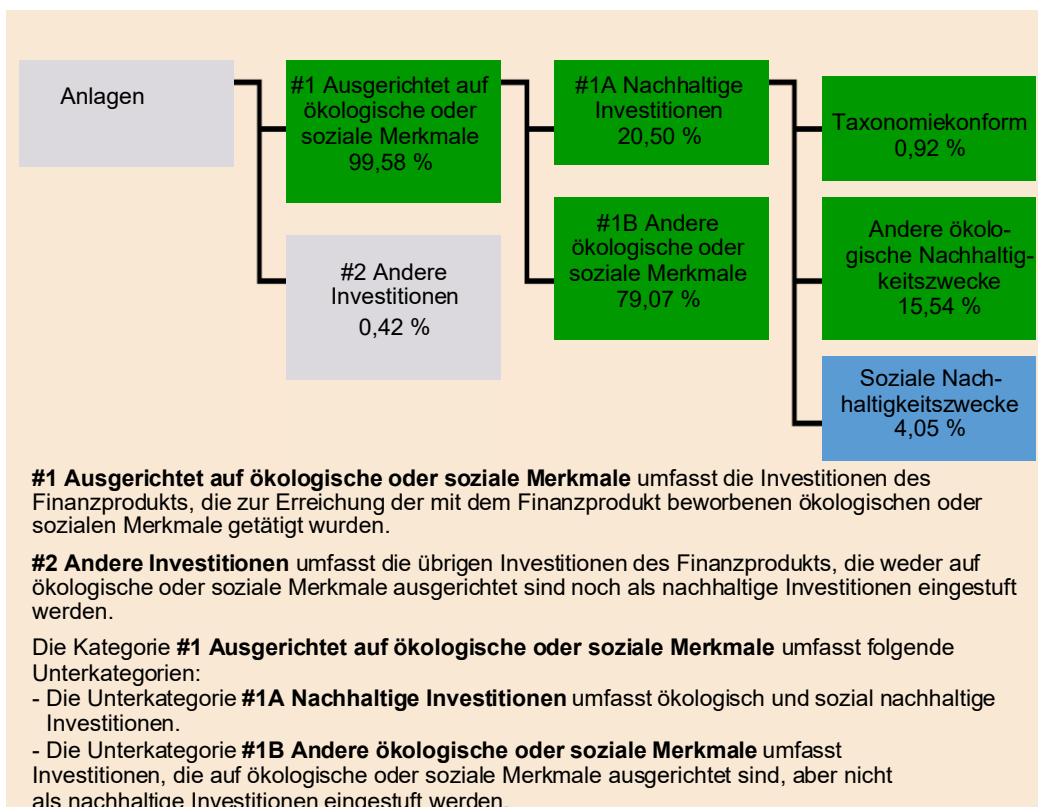 Anlagen
#1 Ausgerichtet auf
ökologische oder
soziale Merkmale
99,58 %
#2 Andere
Investitionen
0,42 %
#1A Nachhaltige
Investitionen
20,50 %
#1B Andere
ökologische oder
soziale Merkmale
79,07 %
Taxonomiekonform
0,92 %
Andere ökolo-
gische Nachhaltig-
keitszwecke
15,54 %
Soziale Nach-
haltigkeitszwecke
4,05 %
#1 Ausgerichtet auf ökologische oder soziale Merkmale umfasst die Investitionen des
Finanzprodukts, die zur Erreichung der mit dem Finanzprodukt beworbenen ökologischen oder
sozialen Merkmale getätigt wurden.
#2 Andere Investitionen umfasst die übrigen Investitionen des Finanzprodukts, die weder auf
ökologische oder soziale Merkmale ausgerichtet sind noch als nachhaltige Investitionen eingestuft
werden.
Die Kategorie #1 Ausgerichtet auf ökologische oder soziale Merkmale umfasst folgende
Unterkategorien:
- Die Unterkategorie #1A Nachhaltige Investitionen umfasst ökologisch und sozial nachhaltige
Investitionen.
- Die Unterkategorie #1B Andere ökologische oder soziale Merkmale umfasst
Investitionen, die auf ökologische oder soziale Merkmale ausgerichtet sind, aber nicht
als nachhaltige Investitionen eingestuft werden.